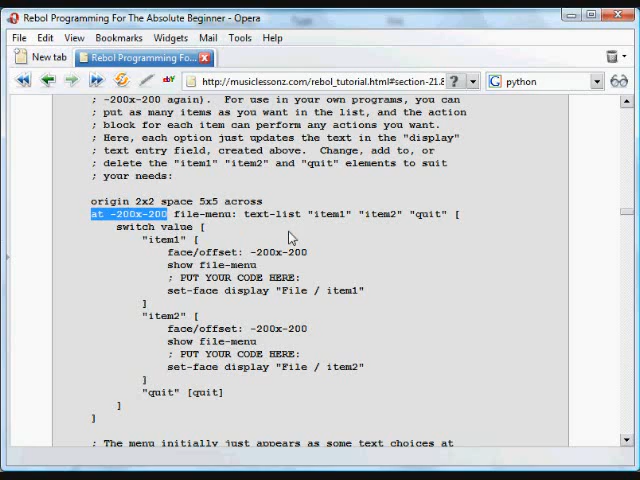 Rebol Programming For The Absolute Beginner - Opera
File Edit View Bookmarks Widgets Mail Tools Help
New tab Rebol Programming For ...
http://musiclessonz.com/rebol_tutorial.html#section-21.8 ? python
; -200x-200 again).  For use in your own programs, you can
; put as many items as you want in the list, and the action
; block for each item can perform any actions you want.
; Here, each option just updates the text in the "display"
; text entry field, created above.  Change, add to, or
; delete the "item1" "item2" and "quit" elements to suit
; your needs:
origin 2x2 space 5x5 across
at -200x-200 file-menu: text-list "item1" "item2" "quit" [
switch value [
"item1" [
face/offset: -200x-200
show file-menu
; PUT YOUR CODE HERE:
set-face display "File / item1"
]
"item2" [
face/offset: -200x-200
show file-menu
; PUT YOUR CODE HERE:
set-face display "File / item2"
]
"quit" [quit]
]
]
; The menu initially just appears as some text choices at